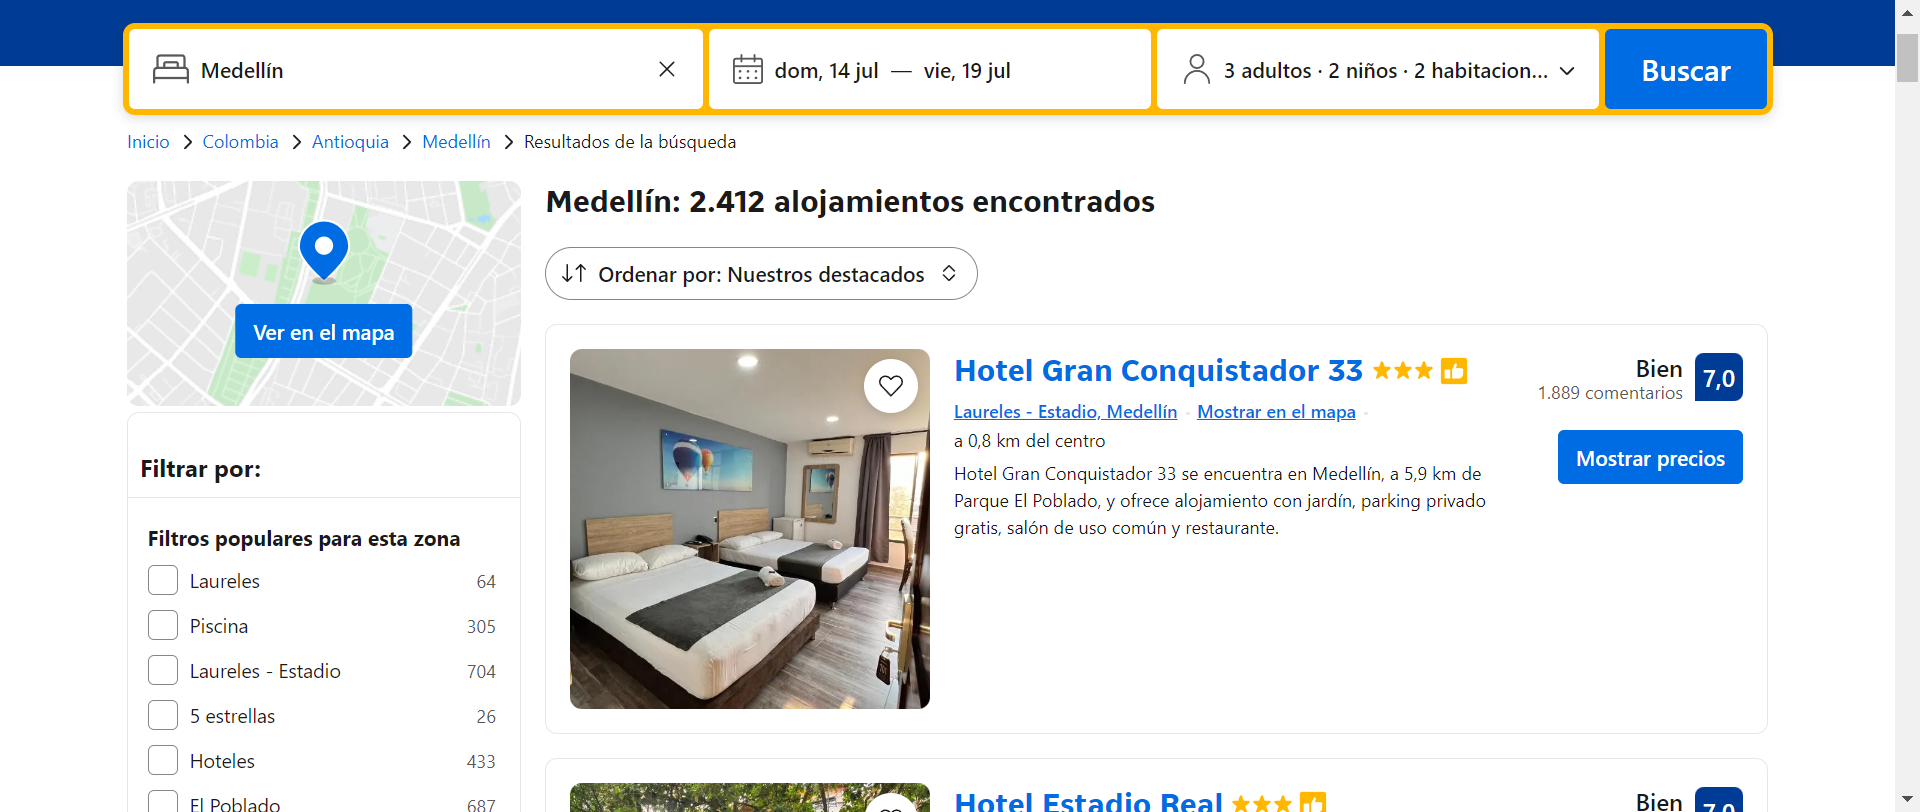 Medellín
dom, 14 jul — vie, 19 jul
3 adultos · 2 niños · 2 habitacion...
Buscar
Inicio
Colombia
Antioquia
Medellín
Resultados de la búsqueda
Ver en el mapa
Filtrar por:
Filtros populares para esta zona
Laureles 64
Piscina 305
Laureles - Estadio 704
5 estrellas 26
Hoteles 433
El Poblado 687
Medellín: 2.412 alojamientos encontrados
Ordenar por: Nuestros destacados
Hotel Gran Conquistador 33
Laureles - Estadio, Medellín
Mostrar en el mapa
a 0,8 km del centro
Hotel Gran Conquistador 33 se encuentra en Medellín, a 5,9 km de
Parque El Poblado, y ofrece alojamiento con jardín, parking privado
gratis, salón de uso común y restaurante.
Bien
1.889 comentarios
7,0
Mostrar precios
Hotel Estadio Real
Bien
7,0